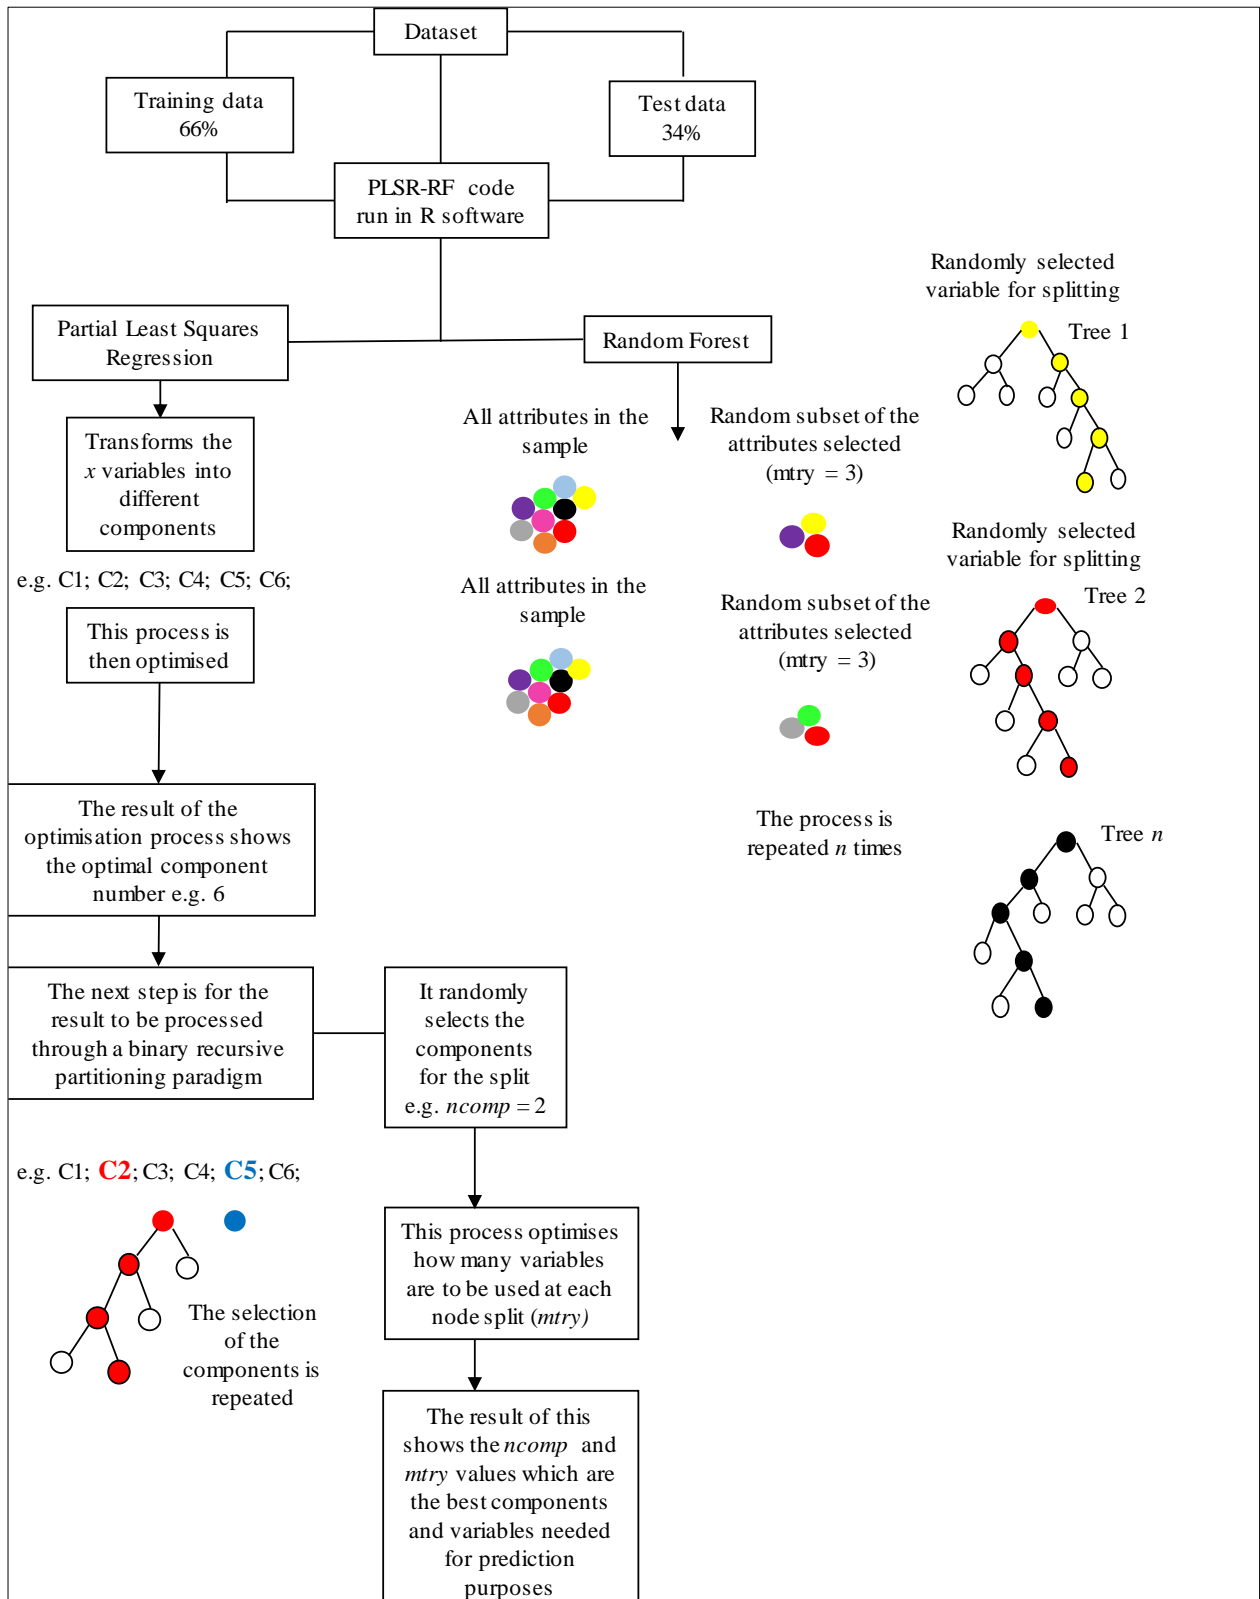 Dataset
Training data
66%
Test data
34%
PLSR-RF code
run in R software
Partial Least Squares
Regression
Random Forest
Transforms the
x variables into
different
components
e.g. C1; C2; C3; C4; C5; C6;
This process is
then optimised
The result of the
optimisation process shows
the optimal component
number e.g. 6
The next step is for the
result to be processed
through a binary recursive
partitioning paradigm
It randomly
selects the
components
for the split
e.g. ncomp = 2
e.g. C1; C2; C3; C4; C5; C6;
The selection
of the
components is
repeated
This process optimises
how many variables
are to be used at each
node split (mtry)
The result of this
shows the ncomp and
mtry values which are
the best components
and variables needed
for prediction
purposes
All attributes in the
sample
Random subset of the
attributes selected
(mtry = 3)
Randomly selected
variable for splitting
Tree 1
All attributes in the
sample
Random subset of the
attributes selected
(mtry = 3)
Randomly selected
variable for splitting
Tree 2
The process is
repeated n times
Tree n